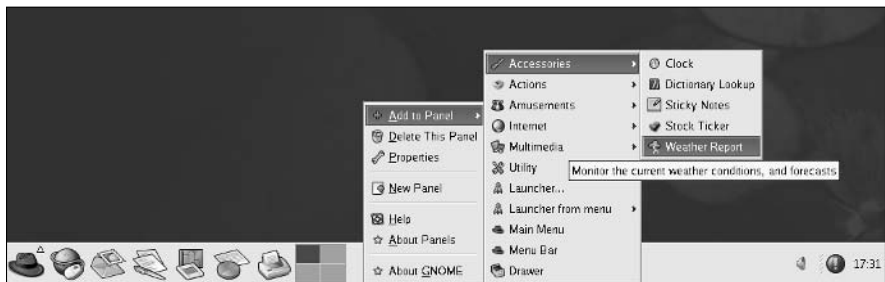 Add to Panel
Delete This Panel
Properties
New Panel
Help
About Panels
About GNOME
Accessories
Actions
Amusements
Internet
Multimedia
Utility
Launcher...
Launcher from menu
Main Menu
Menu Bar
Drawer
Clock
Dictionary Lookup
Sticky Notes
Stock Ticker
Weather Report
Monitor the current weather conditions, and forecasts
17:31